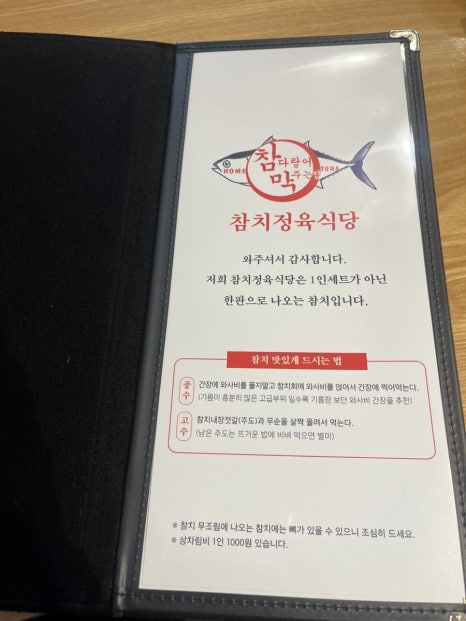 HOME 참 다랑어 TUNA
막 주는집
참치정육식당
와주셔서 감사합니다.
저희 참치정육식당은 1인세트가 아닌
한판으로 나오는 참치입니다.
참치 맛있게 드시는 법
중수 간장에 와사비를 풀지말고 참치회에 와사비를 얹어서 간장에 찍어먹는다.
(기름이 충분히 많은 고급부위 일수록 기름장 보단 와사비 간장을 추천)
고수 참치내장젓갈(주도)과 무순을 살짝 올려서 먹는다.
(남은 주도는 뜨거운 밥에 비벼 먹으면 별미)
※ 참치 무조림에 나오는 참치에는 뼈가 있을 수 있으니 조심히 드세요.
※ 상차림비 1인 1000원 있습니다.